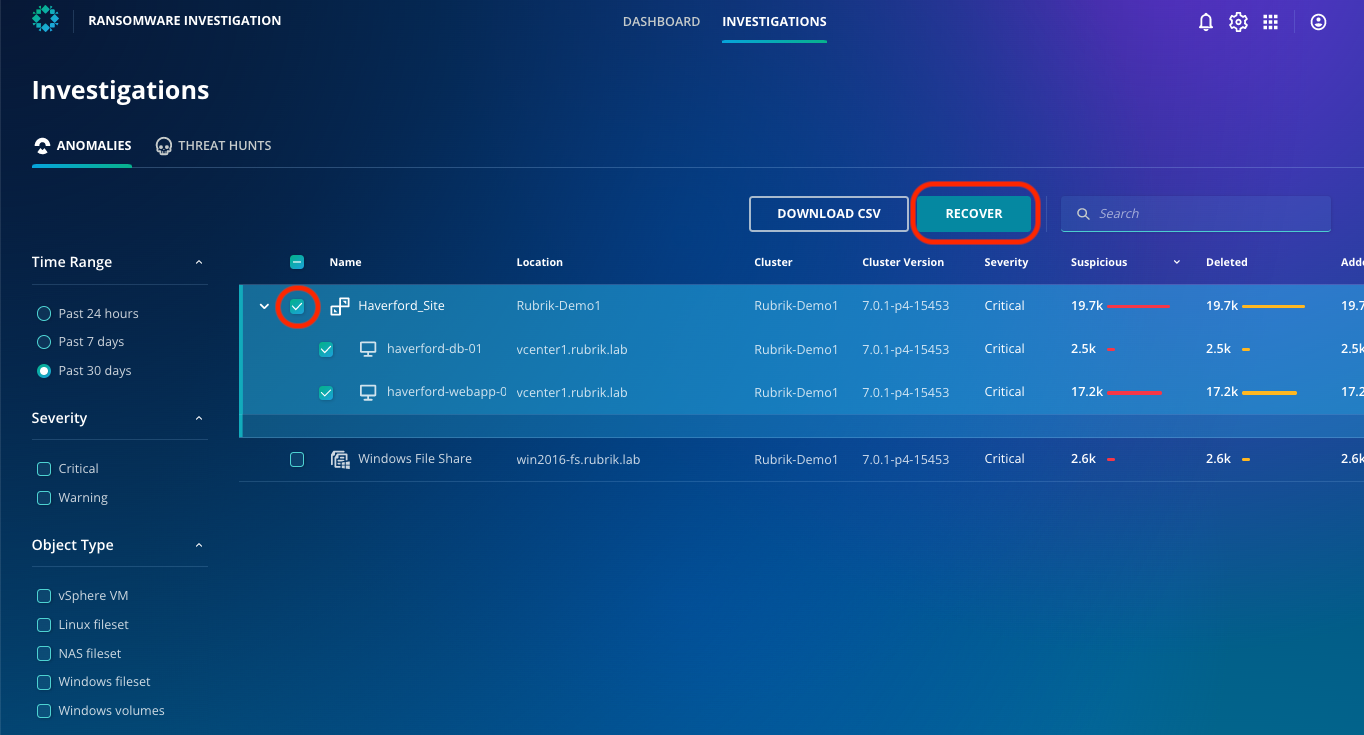 RANSOMWARE INVESTIGATION DASHBOARD INVESTIGATIONS
Investigations
ANOMALIES THREAT HUNTS
DOWNLOAD CSV RECOVER Search
Time Range
Past 24 hours
Past 7 days
Past 30 days
Severity
Critical
Warning
Object Type
vSphere VM
Linux fileset
NAS fileset
Windows fileset
Windows volumes
Name Location Cluster Cluster Version Severity Suspicious Deleted Adde
Haverford_Site Rubrik-Demo1 Rubrik-Demo1 7.0.1-p4-15453 Critical 19.7k 19.7k 19.7
haverford-db-01 vcenter1.rubrik.lab Rubrik-Demo1 7.0.1-p4-15453 Critical 2.5k 2.5k 2.5k
haverford-webapp-0 vcenter1.rubrik.lab Rubrik-Demo1 7.0.1-p4-15453 Critical 17.2k 17.2k 17.2
Windows File Share win2016-fs.rubrik.lab Rubrik-Demo1 7.0.1-p4-15453 Critical 2.6k 2.6k 2.6k